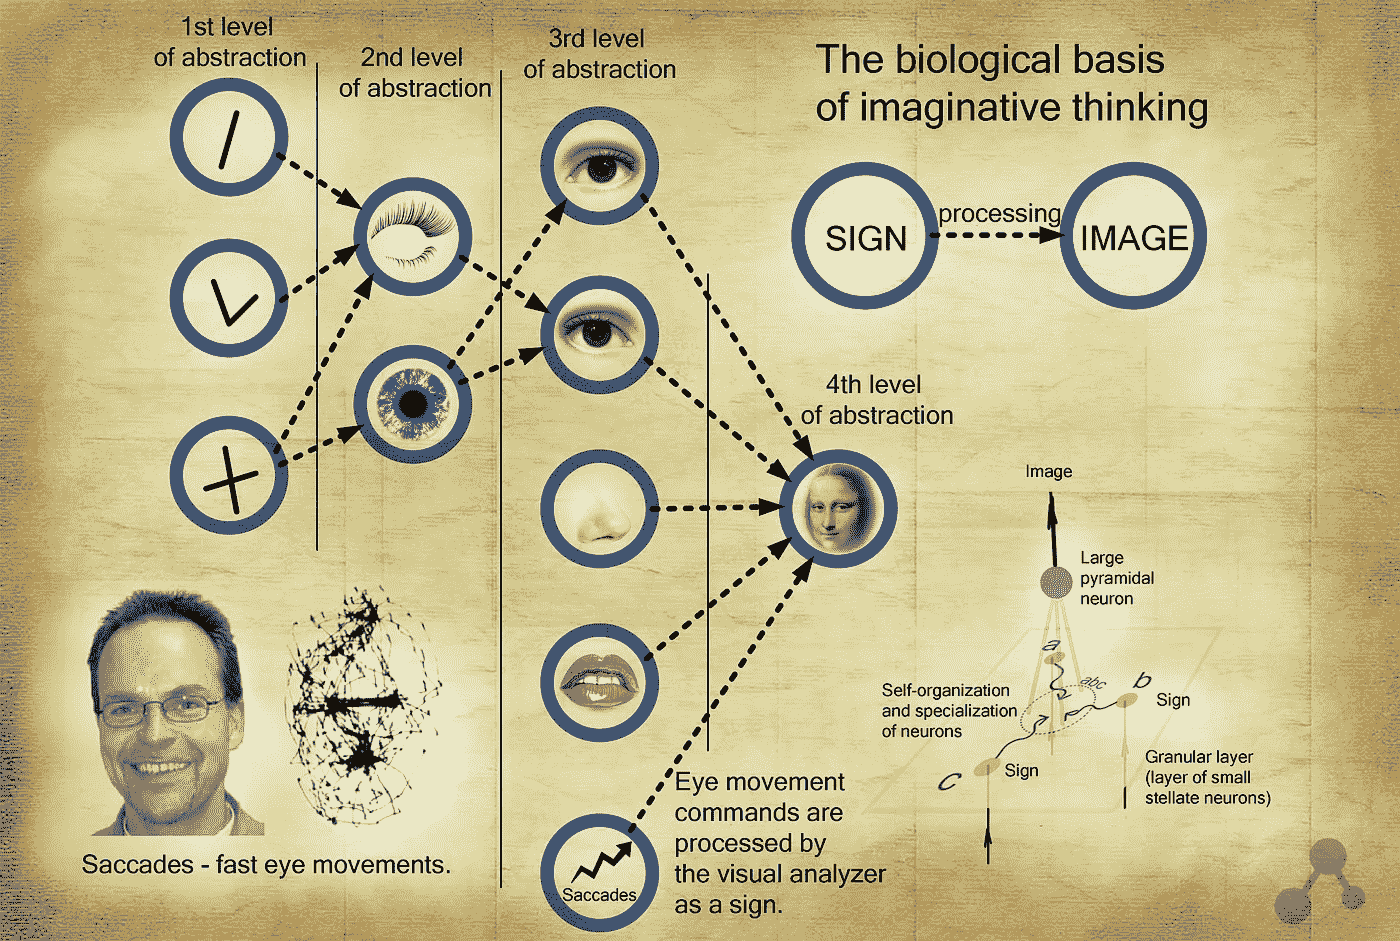 1st level
of abstraction
2nd level
of abstraction
3rd level
of abstraction
The biological basis
of imaginative thinking
SIGN
processing
IMAGE
4th level
of abstraction
Image
Large
pyramidal
neuron
a
abc
b
Sign
Self-organization
and specialization
of neurons
c
Sign
Granular layer
(layer of small
stellate neurons)
Saccades - fast eye movements.
Saccades
Eye movement
commands are
processed by
the visual analyzer
as a sign.